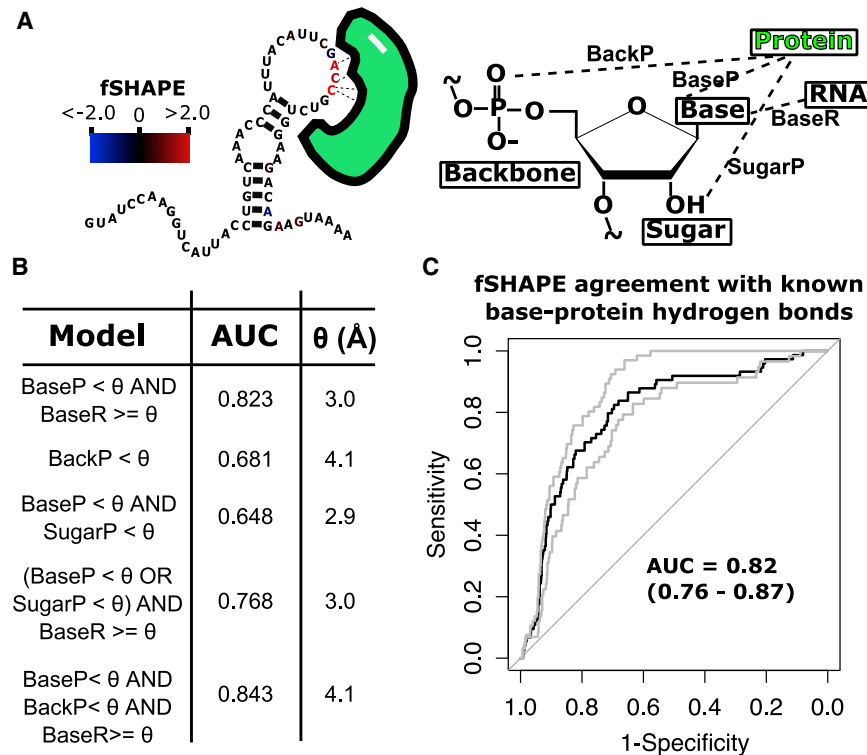 A
fSHAPE
<-2.0 0 >2.0
GUAUCCAAGGUCAUUACCAUGUCAACCCAUUUACAUUCGACCGUCUGGAAGACAGAAGUAAAA
BackP
Protein
BaseP
Base
RNA
BaseR
SugarP
O
P
O
O-
O
O
OH
Backbone
Sugar
~
~
B
Model AUC θ (Å)
BaseP < θ AND
BaseR >= θ
0.823 3.0
BackP < θ 0.681 4.1
BaseP < θ AND
SugarP < θ
0.648 2.9
(BaseP < θ OR
SugarP < θ) AND
BaseR >= θ
0.768 3.0
BaseP< θ AND
BackP< θ AND
BaseR>= θ
0.843 4.1
C
fSHAPE agreement with known
base-protein hydrogen bonds
Sensitivity
1.0
0.8
0.6
0.4
0.2
0.0
AUC = 0.82
(0.76 - 0.87)
1.0 0.8 0.6 0.4 0.2 0.0
1-Specificity